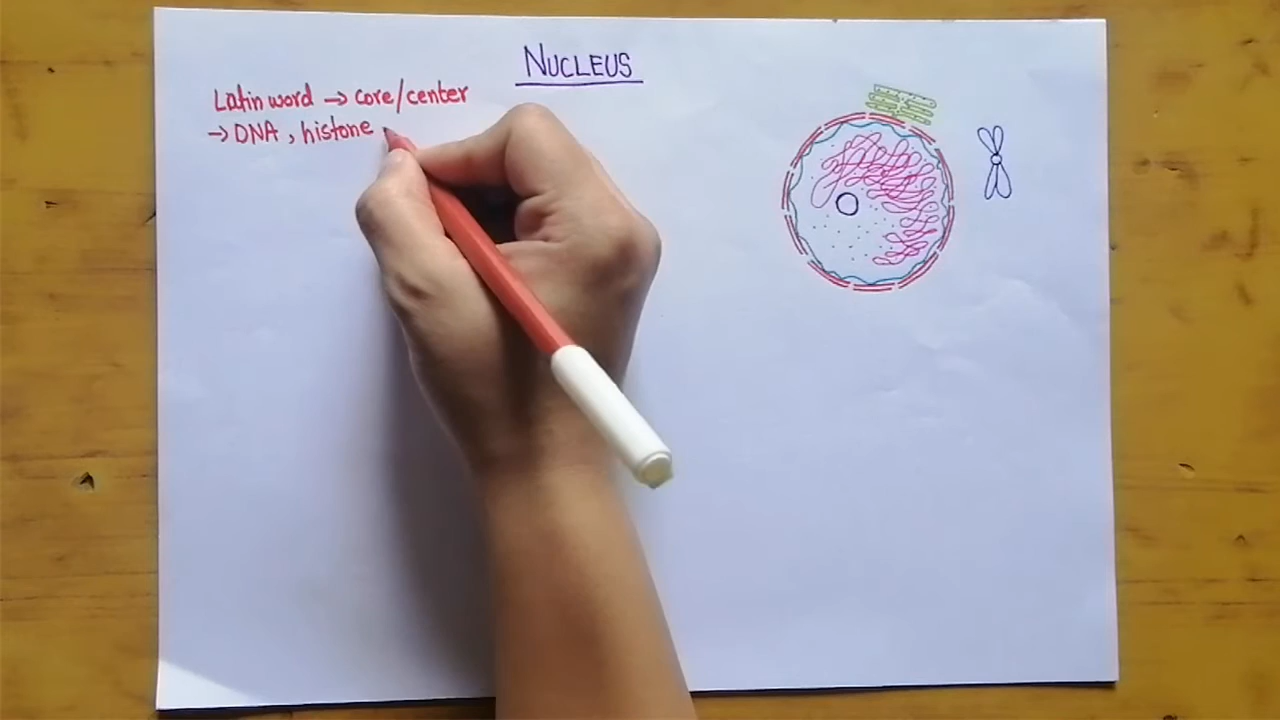 NUCLEUS
Latin word → core/center
→ DNA, histone